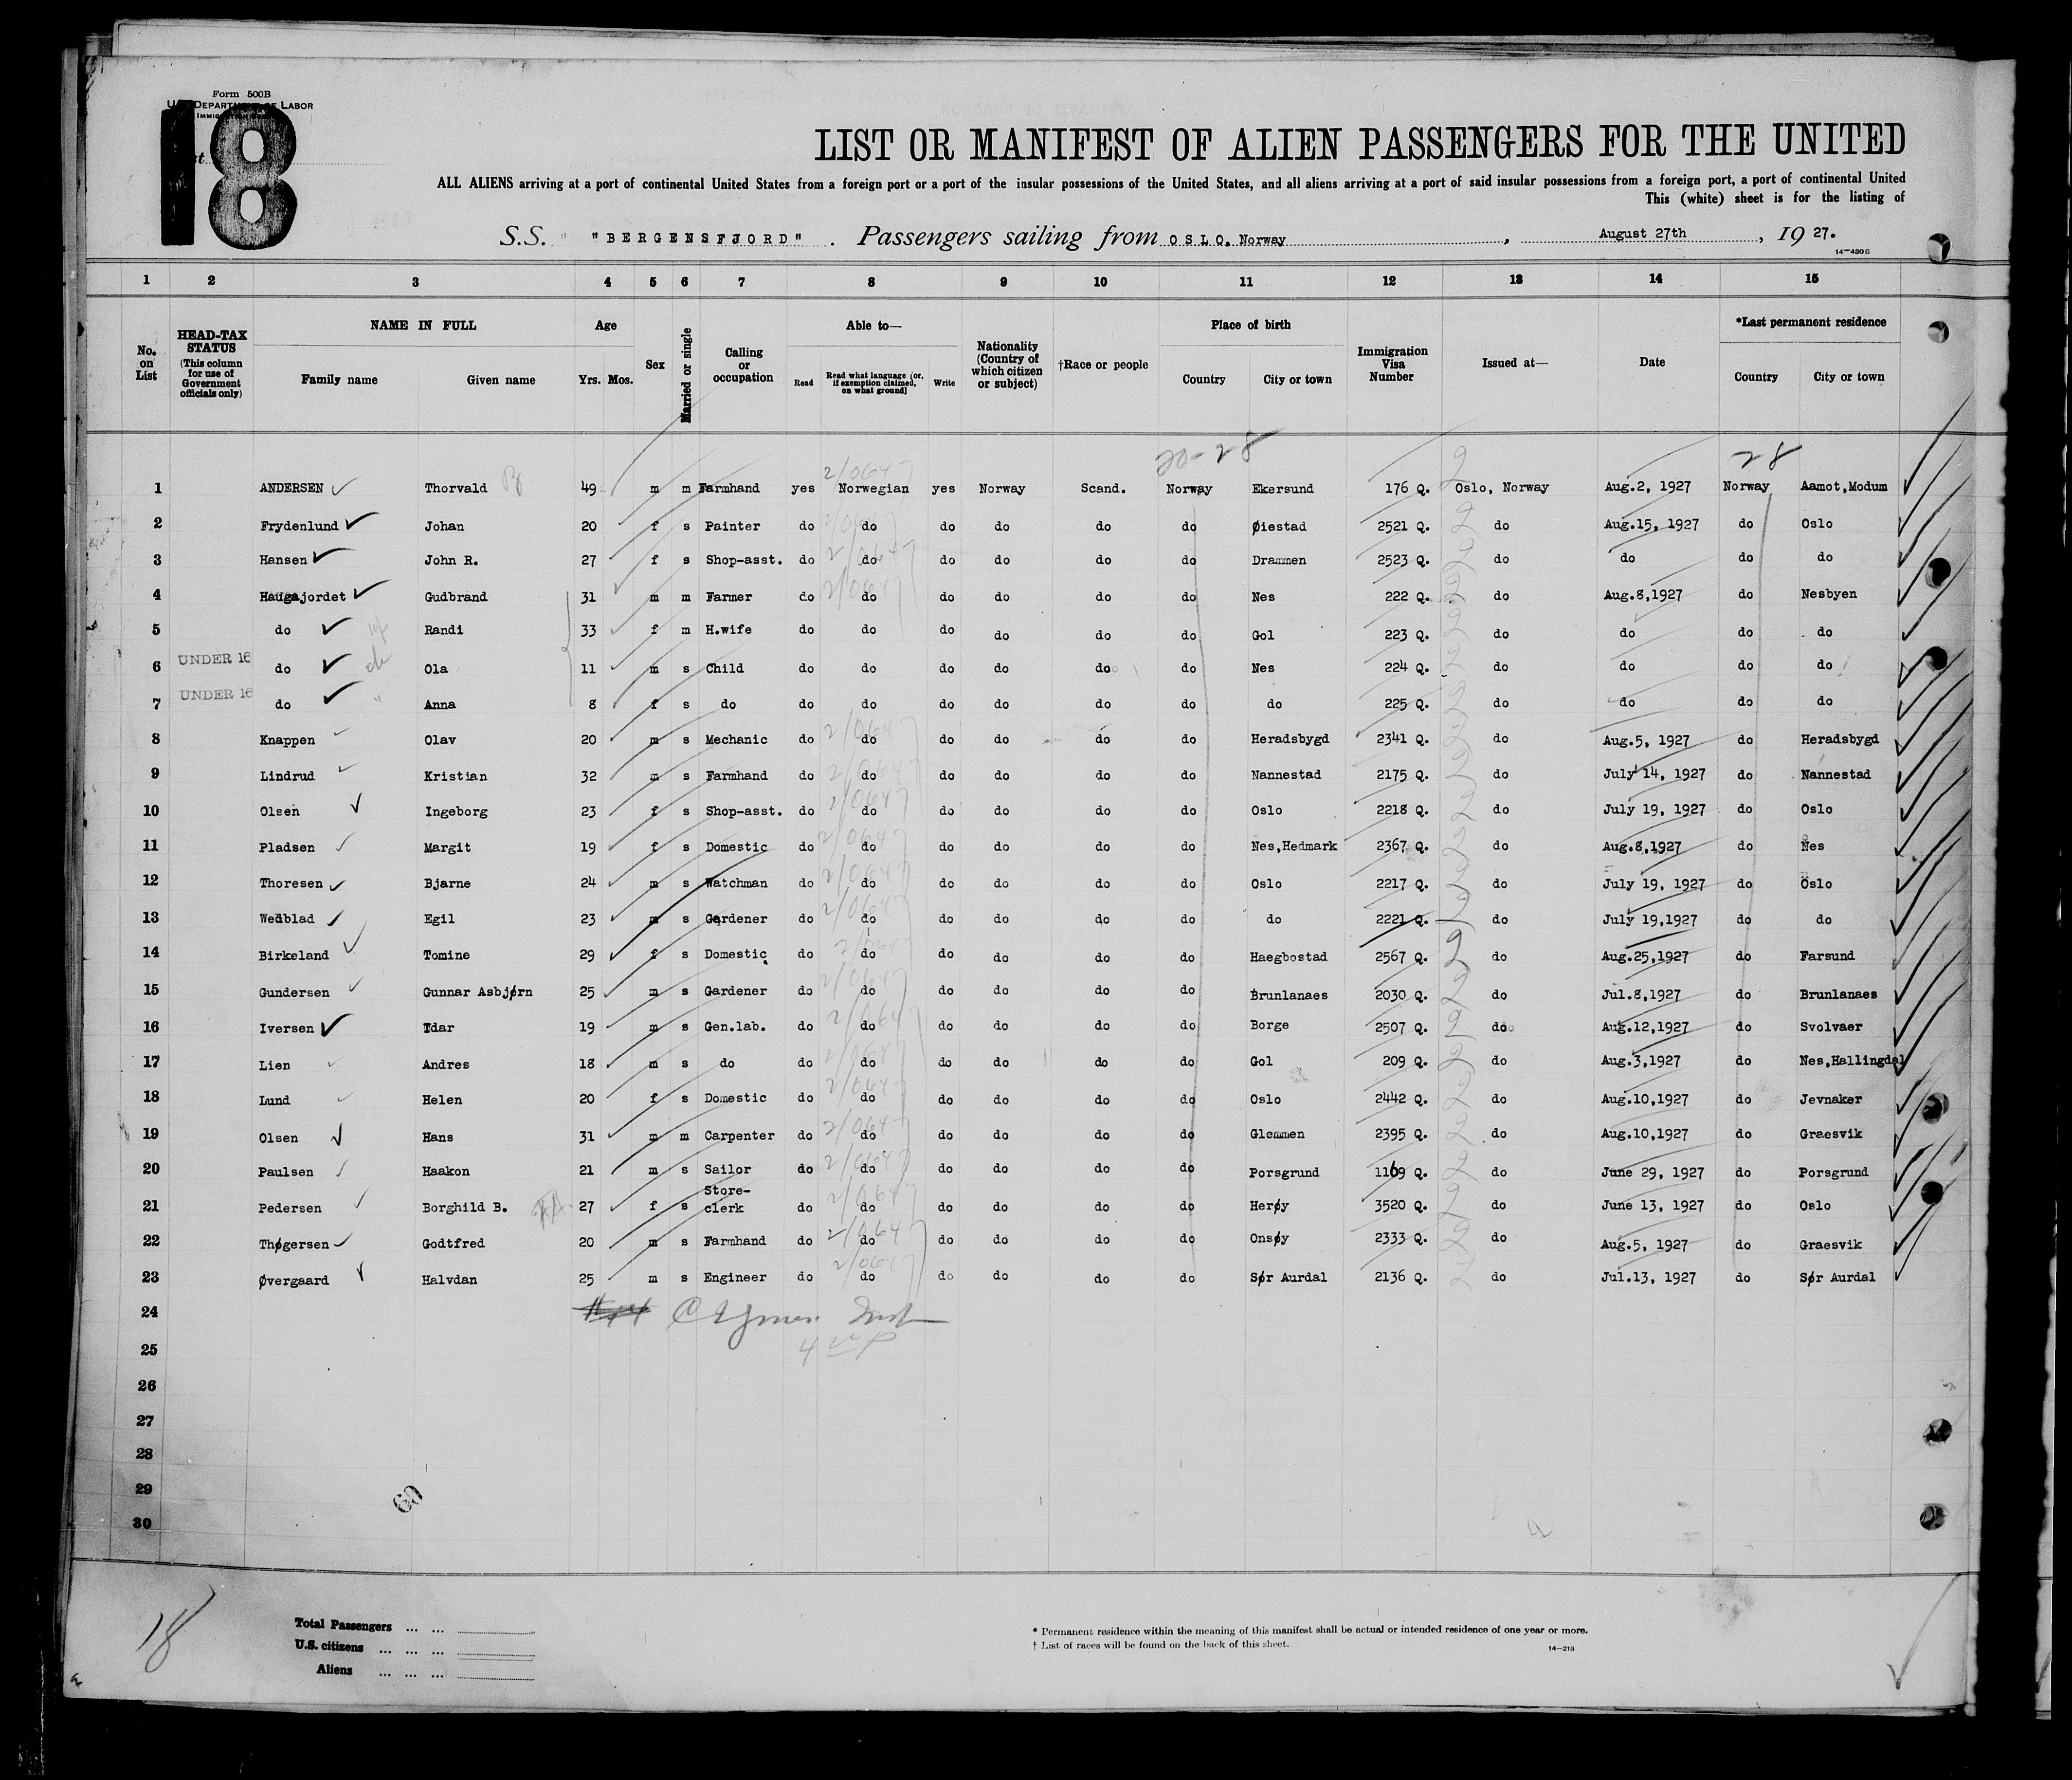 Form 500B
U.S. DEPARTMENT OF LABOR
18
LIST OR MANIFEST OF ALIEN PASSENGERS FOR THE UNITED
ALL ALIENS arriving at a port of continental United States from a foreign port or a port of the insular possessions of the United States, and all aliens arriving at a port of said insular possessions from a foreign port, a port of continental United
This (white) sheet is for the listing of
S.S. "BERGENSFJORD" . Passengers sailing from OSLO, Norway , August 27th , 19 27.
14—430 B
1 2 3 4 5 6 7 8 9 10 11 12 13 14 15
No. on List
HEAD-TAX STATUS (This column for use of Government officials only)
NAME IN FULL Family name Given name
Age Yrs. Mos.
Sex
Married or single
Calling or occupation
Able to— Read Read what language (or, if exemption claimed, on what ground) Write
Nationality (Country of which citizen or subject)
†Race or people
Place of birth Country City or town
Immigration Visa Number
Issued at—
Date
*Last permanent residence Country City or town
20-28 28
1 ANDERSEN Thorvald 49 m m Farmhand yes 2/064 Norwegian yes Norway Scand. Norway Ekersund 176 Q. Oslo, Norway Aug.2, 1927 Norway Aamot,Modum
2 Frydenlund Johan 20 f s Painter do do do do do do Øiestad 2521 Q. do Aug.15, 1927 do Oslo
3 Hansen John R. 27 f s Shop-asst. do do do do do do Drammen 2523 Q. do do do do
4 Haugajordet Gudbrand 31 m m Farmer do do do do do do Nes 222 Q. do Aug.8,1927 do Nesbyen
5 do Randi 33 f m H.wife do do do do do do Gol 223 Q. do do do do
6 UNDER 16 do Ola 11 m s Child do do do do do do Nes 224 Q. do do do do
7 UNDER 16 do Anna 8 f s do do do do do do do do 225 Q. do do do do
8 Knappen Olav 20 m s Mechanic do do do do do do Heradsbygd 2341 Q. do Aug.5, 1927 do Heradsbygd
9 Lindrud Kristian 32 m s Farmhand do do do do do do Nannestad 2175 Q. do July 14, 1927 do Nannestad
10 Olsen Ingeborg 23 f s Shop-asst. do do do do do do Oslo 2218 Q. do July 19, 1927 do Oslo
11 Pladsen Margit 19 f s Domestic do do do do do do Nes,Hedmark 2367 Q. do Aug.8,1927 do Nes
12 Thoresen Bjarne 24 m s Watchman do do do do do do Oslo 2217 Q. do July 19, 1927 do Oslo
13 Wedblad Egil 23 m s Gardener do do do do do do do 2221 Q. do July 19,1927 do do
14 Birkeland Tomine 29 f s Domestic do do do do do do Haegbostad 2567 Q. do Aug.25,1927 do Farsund
15 Gundersen Gunnar Asbjørn 25 m s Gardener do do do do do do Brunlanaes 2030 Q. do Jul.8,1927 do Brunlanaes
16 Iversen Idar 19 m s Gen.lab. do do do do do do Borge 2507 Q. do Aug.12,1927 do Svolvaer
17 Lien Andres 18 m s do do do do do do do Gol 209 Q. do Aug.3,1927 do Nes,Hallingdal
18 Lund Helen 20 f s Domestic do do do do do do Oslo 2442 Q. do Aug.10,1927 do Jevnaker
19 Olsen Hans 31 m m Carpenter do do do do do do Glemmen 2395 Q. do Aug.10,1927 do Graesvik
20 Paulsen Haakon 21 m s Sailor do do do do do do Porsgrund 1169 Q. do June 29, 1927 do Porsgrund
21 Pedersen Borghild B. 27 f s Store-clerk do do do do do do Herøy 3520 Q. do June 13, 1927 do Oslo
22 Thøgersen Godtfred 20 m s Farmhand do do do do do do Onsøy 2333 Q. do Aug.5, 1927 do Graesvik
23 Øvergaard Halvdan 25 m s Engineer do do do do do do Sør Aurdal 2136 Q. do Jul.13, 1927 do Sør Aurdal
24
25
26
27
28
29
30
60
18
Total Passengers ... ...
U.S. citizens ... ... ...
Aliens ... ... ...
* Permanent residence within the meaning of this manifest shall be actual or intended residence of one year or more.
† List of races will be found on the back of this sheet.
14—213